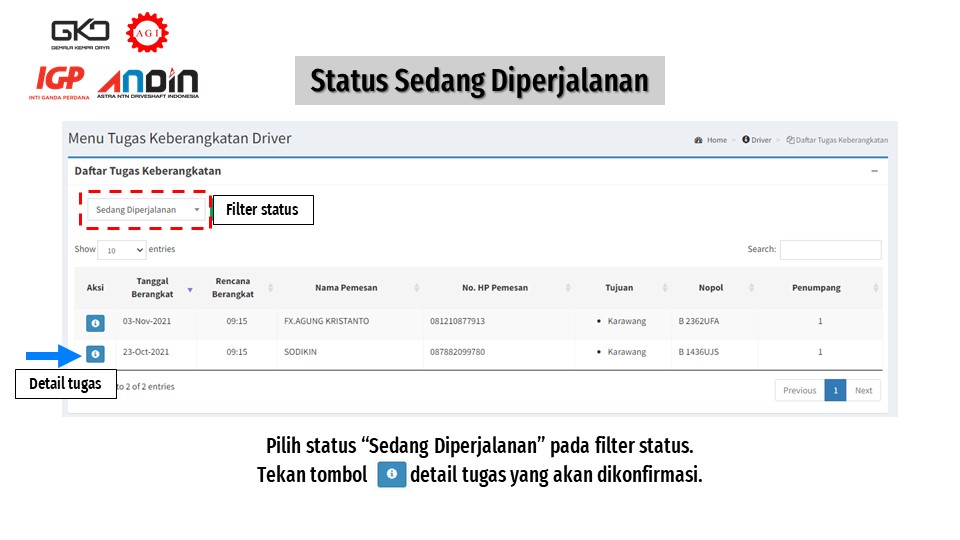 GKD
GEMALA KEMPA DAYA
AGI
IGP
INTI GANDA PERDANA
ANDIN
ASTRA NTN DRIVESHAFT INDONESIA
Status Sedang Diperjalanan
Menu Tugas Keberangkatan Driver
Home > Driver > Daftar Tugas Keberangkatan
Daftar Tugas Keberangkatan
Sedang Diperjalanan
Filter status
Show 10 entries
Search:
Aksi Tanggal Berangkat Rencana Berangkat Nama Pemesan No. HP Pemesan Tujuan Nopol Penumpang
03-Nov-2021 09:15 FX.AGUNG KRISTANTO 081210877913 • Karawang B 2362UFA 1
23-Oct-2021 09:15 SODIKIN 087882099780 • Karawang B 1436UJS 1
Detail tugas
to 2 of 2 entries
Previous 1 Next
Pilih status “Sedang Diperjalanan” pada filter status.
Tekan tombol detail tugas yang akan dikonfirmasi.